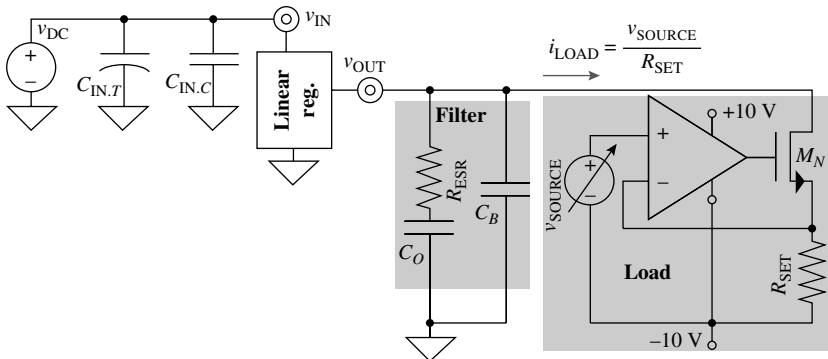 v_DC
+
−
C_IN.T
C_IN.C
v_IN
Linear
reg.
v_OUT
i_LOAD = v_SOURCE / R_SET
Filter
R_ESR
C_O
C_B
v_SOURCE
+
−
+
−
+10 V
M_N
Load
R_SET
−10 V